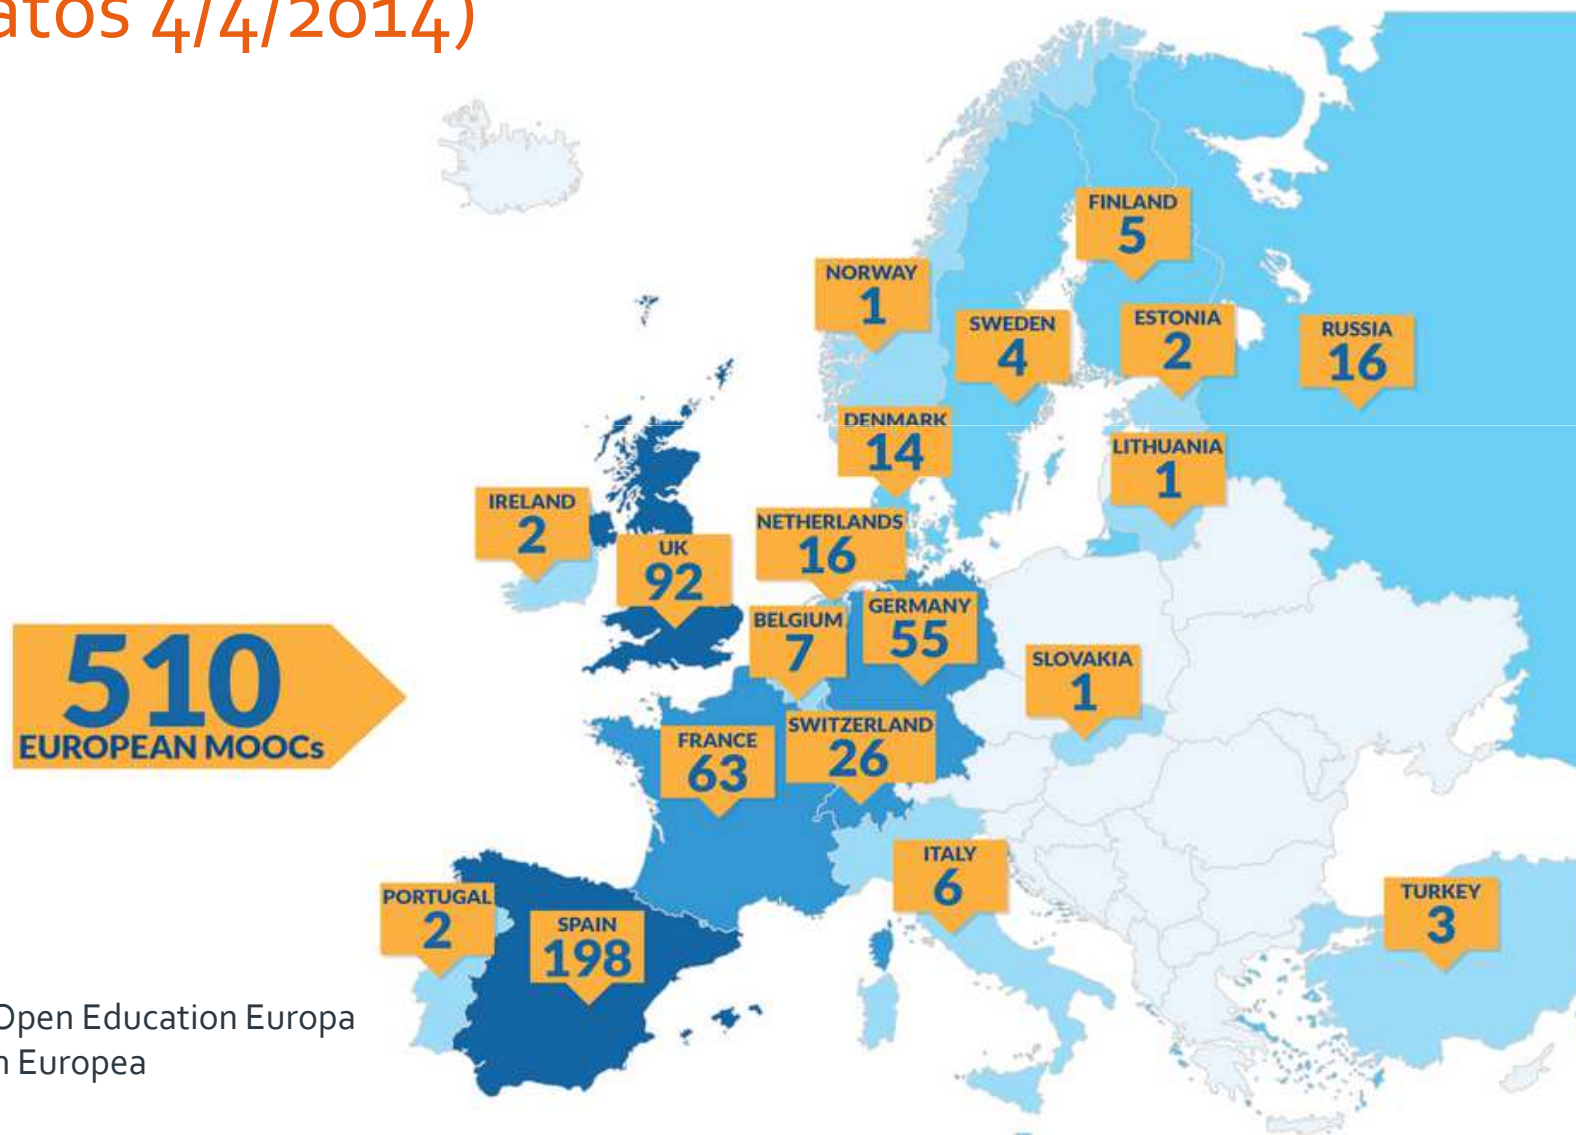 atos 4/4/2014)
FINLAND
5
NORWAY
1
SWEDEN
4
ESTONIA
2
RUSSIA
16
DENMARK
14
LITHUANIA
1
IRELAND
2
NETHERLANDS
16
UK
92
GERMANY
55
BELGIUM
7
510
EUROPEAN MOOCs
SLOVAKIA
1
SWITZERLAND
26
FRANCE
63
ITALY
6
PORTUGAL
2
SPAIN
198
TURKEY
3
Open Education Europa
n Europea